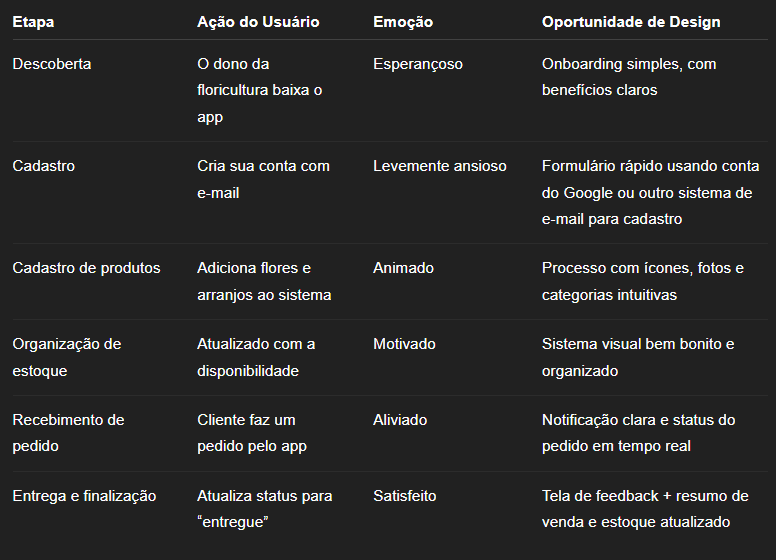 Etapa Ação do Usuário Emoção Oportunidade de Design
Descoberta O dono da Esperançoso Onboarding simples, com
floricultura baixa o benefícios claros
app
Cadastro Cria sua conta com Levemente ansioso Formulário rápido usando conta
e-mail do Google ou outro sistema de
e-mail para cadastro
Cadastro de produtos Adiciona flores e Animado Processo com ícones, fotos e
arranjos ao sistema categorias intuitivas
Organização de Atualizado com a Motivado Sistema visual bem bonito e
estoque disponibilidade organizado
Recebimento de Cliente faz um Aliviado Notificação clara e status do
pedido pedido pelo app pedido em tempo real
Entrega e finalização Atualiza status para Satisfeito Tela de feedback + resumo de
“entregue” venda e estoque atualizado